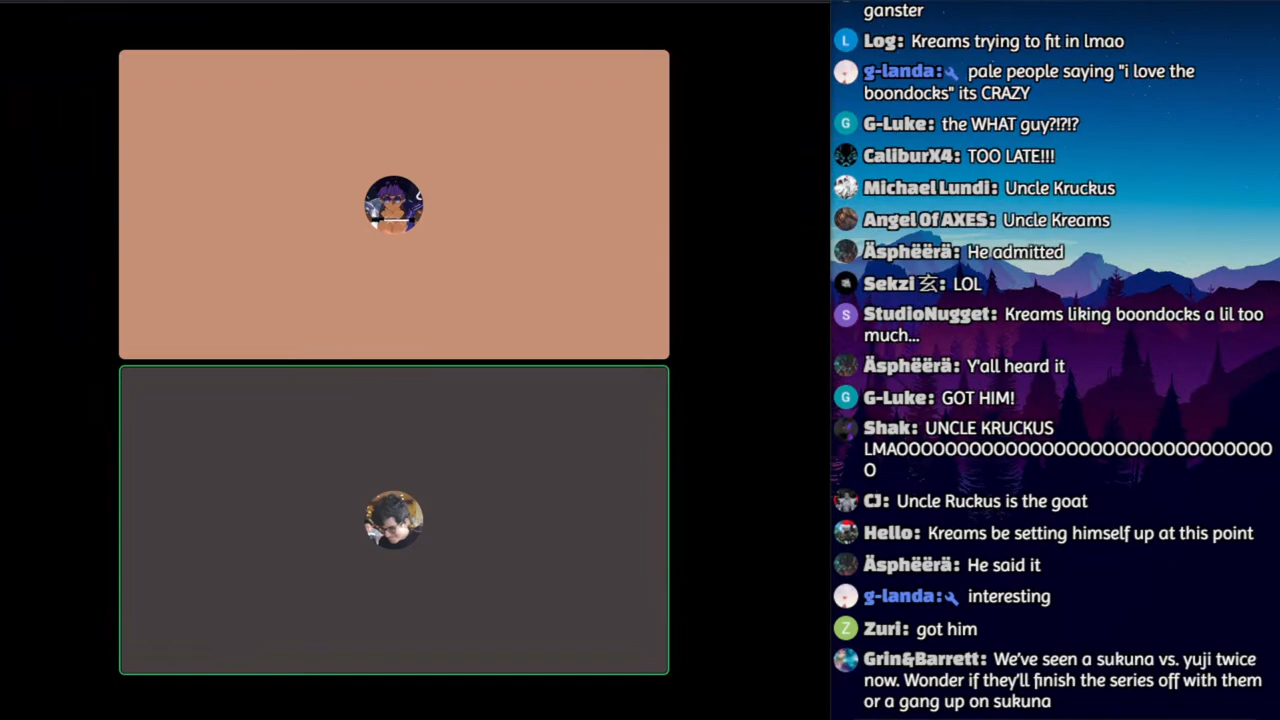 ganster
Log: Kreams trying to fit in lmao
g-landa: pale people saying "i love the
boondocks" its CRAZY
G-Luke: the WHAT guy?!?!?
CaliburX4: TOO LATE!!!
Michael Lundi: Uncle Kruckus
Angel Of AXES: Uncle Kreams
Äsphëërä: He admitted
Sekzi 玄: LOL
StudioNugget: Kreams liking boondocks a lil too
much...
Äsphëërä: Y'all heard it
G-Luke: GOT HIM!
Shak: UNCLE KRUCKUS
LMAOOOOOOOOOOOOOOOOOOOOOOOOOOOOOOO
O
CJ: Uncle Ruckus is the goat
Hello: Kreams be setting himself up at this point
Äsphëërä: He said it
g-landa: interesting
Zuri: got him
Grin&Barrett: We've seen a sukuna vs. yuji twice
now. Wonder if they'll finish the series off with them
or a gang up on sukuna
L
G
S
G
Z